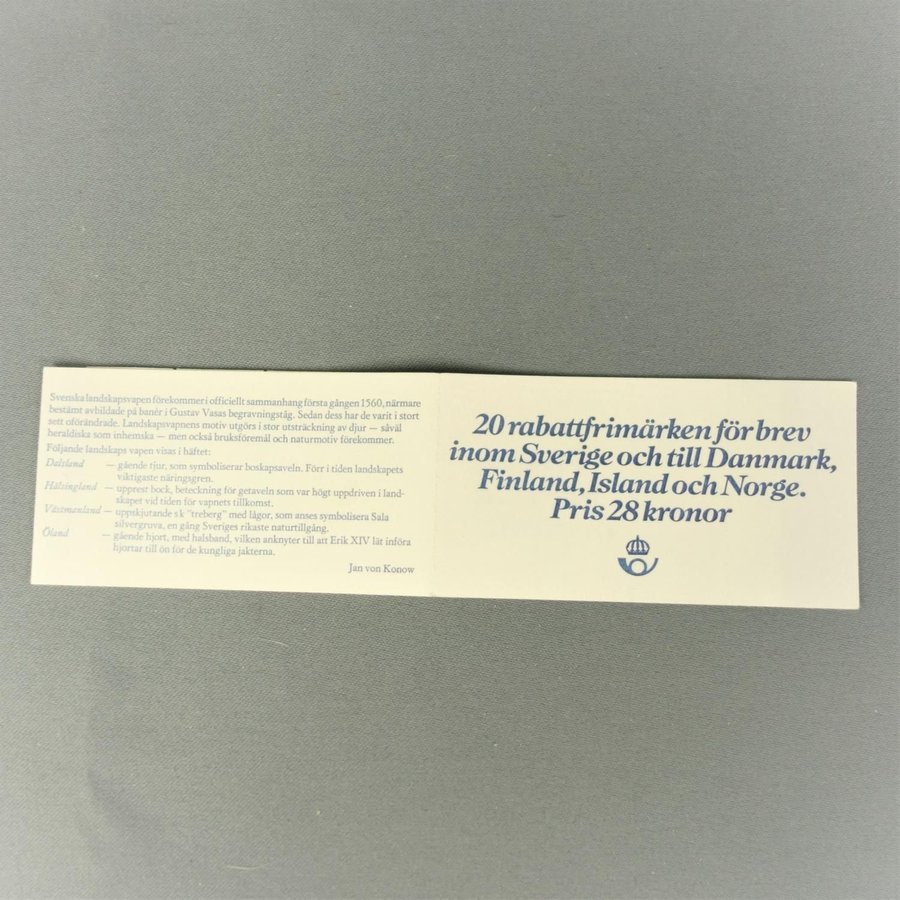 Svenska landskapsvapen förekommer i officiellt sammanhang första gången 1560, närmare
bestämt avbildade på banér i Gustav Vasas begravningståg. Sedan dess har de varit i stort
sett oförändrade. Landskapsvapnens motiv utgörs i stor utsträckning av djur — såväl
heraldiska som inhemska — men också bruksföremål och naturmotiv förekommer.
Följande landskaps vapen visas i häftet:
Dalsland — gående tjur, som symboliserar boskapsaveln. Förr i tiden landskapets
viktigaste näringsgren.
Hälsingland — upprest bock, beteckning för getaveln som var högt uppdriven i land-
skapet vid tiden för vapnets tillkomst.
Västmanland — uppskjutande s k "treberg" med lågor, som anses symbolisera Sala
silvergruva, en gång Sveriges rikaste naturtillgång.
Öland — gående hjort, med halsband, vilken anknyter till att Erik XIV lät införa
hjortar till ön för de kungliga jakterna.
Jan von Konow
20 rabattfrimärken för brev
inom Sverige och till Danmark,
Finland, Island och Norge.
Pris 28 kronor